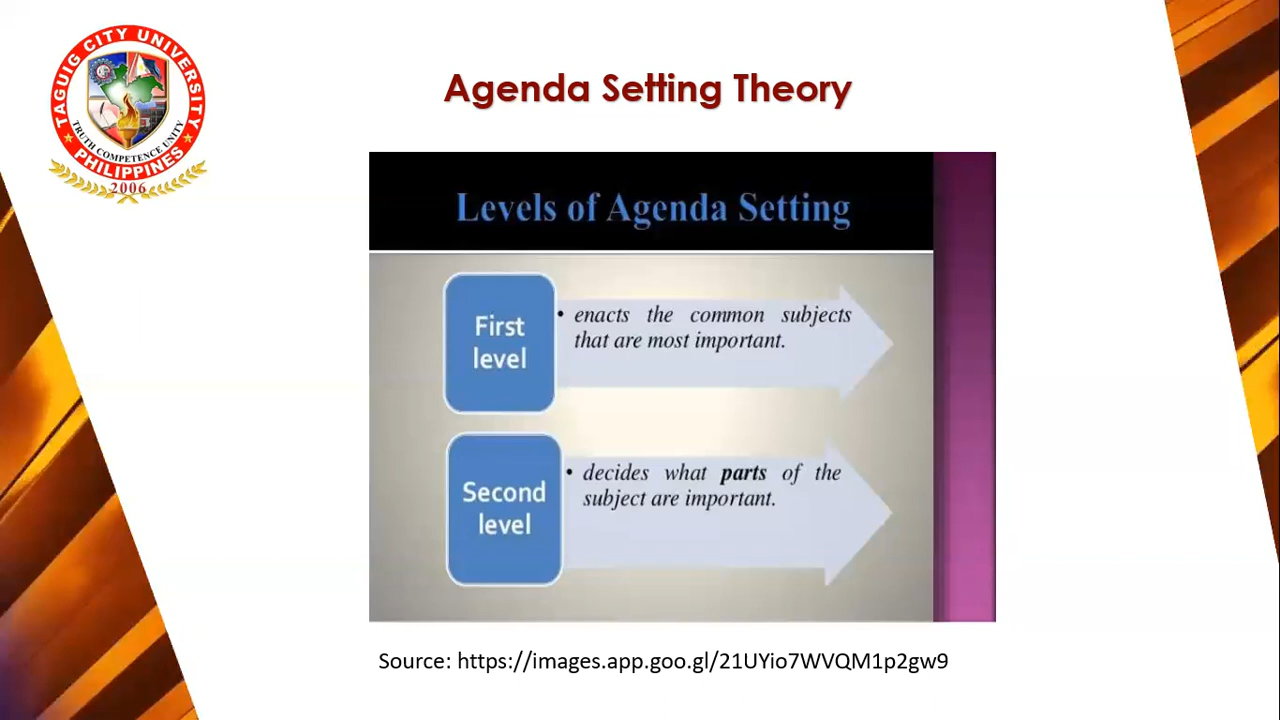 TAGUIG CITY UNIVERSITY
TRUTH COMPETENCE UNITY
PHILIPPINES
2006
Agenda Setting Theory
Levels of Agenda Setting
First
level
• enacts the common subjects
that are most important.
Second
level
• decides what parts of the
subject are important.
Source: https://images.app.goo.gl/21UYio7WVQM1p2gw9